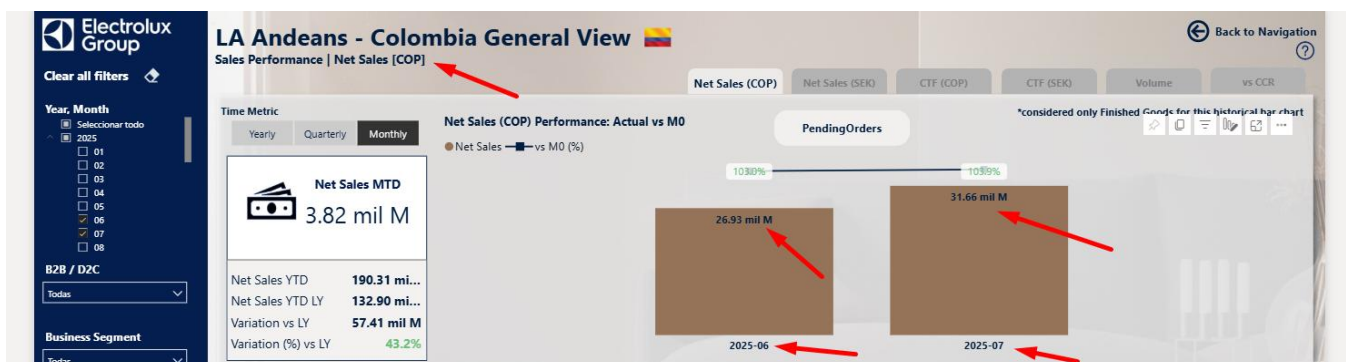 Electrolux
Group
Clear all filters
Year, Month
Seleccionar todo
2025
01
02
03
04
05
06
07
08
B2B / D2C
Todas
Business Segment
Todas
LA Andeans - Colombia General View
Sales Performance | Net Sales [COP]
Back to Navigation
?
Net Sales (COP)
Net Sales (SEK)
CTF (COP)
CTF (SEK)
Volume
vs CCR
Time Metric
Yearly Quarterly Monthly
Net Sales MTD
3.82 mil M
Net Sales YTD 190.31 mi...
Net Sales YTD LY 132.90 mi...
Variation vs LY 57.41 mil M
Variation (%) vs LY 43.2%
Net Sales (COP) Performance: Actual vs M0
Net Sales vs M0 (%)
PendingOrders
*considered only Finished Goods for this historical bar chart
26.93 mil M
31.66 mil M
2025-06
2025-07